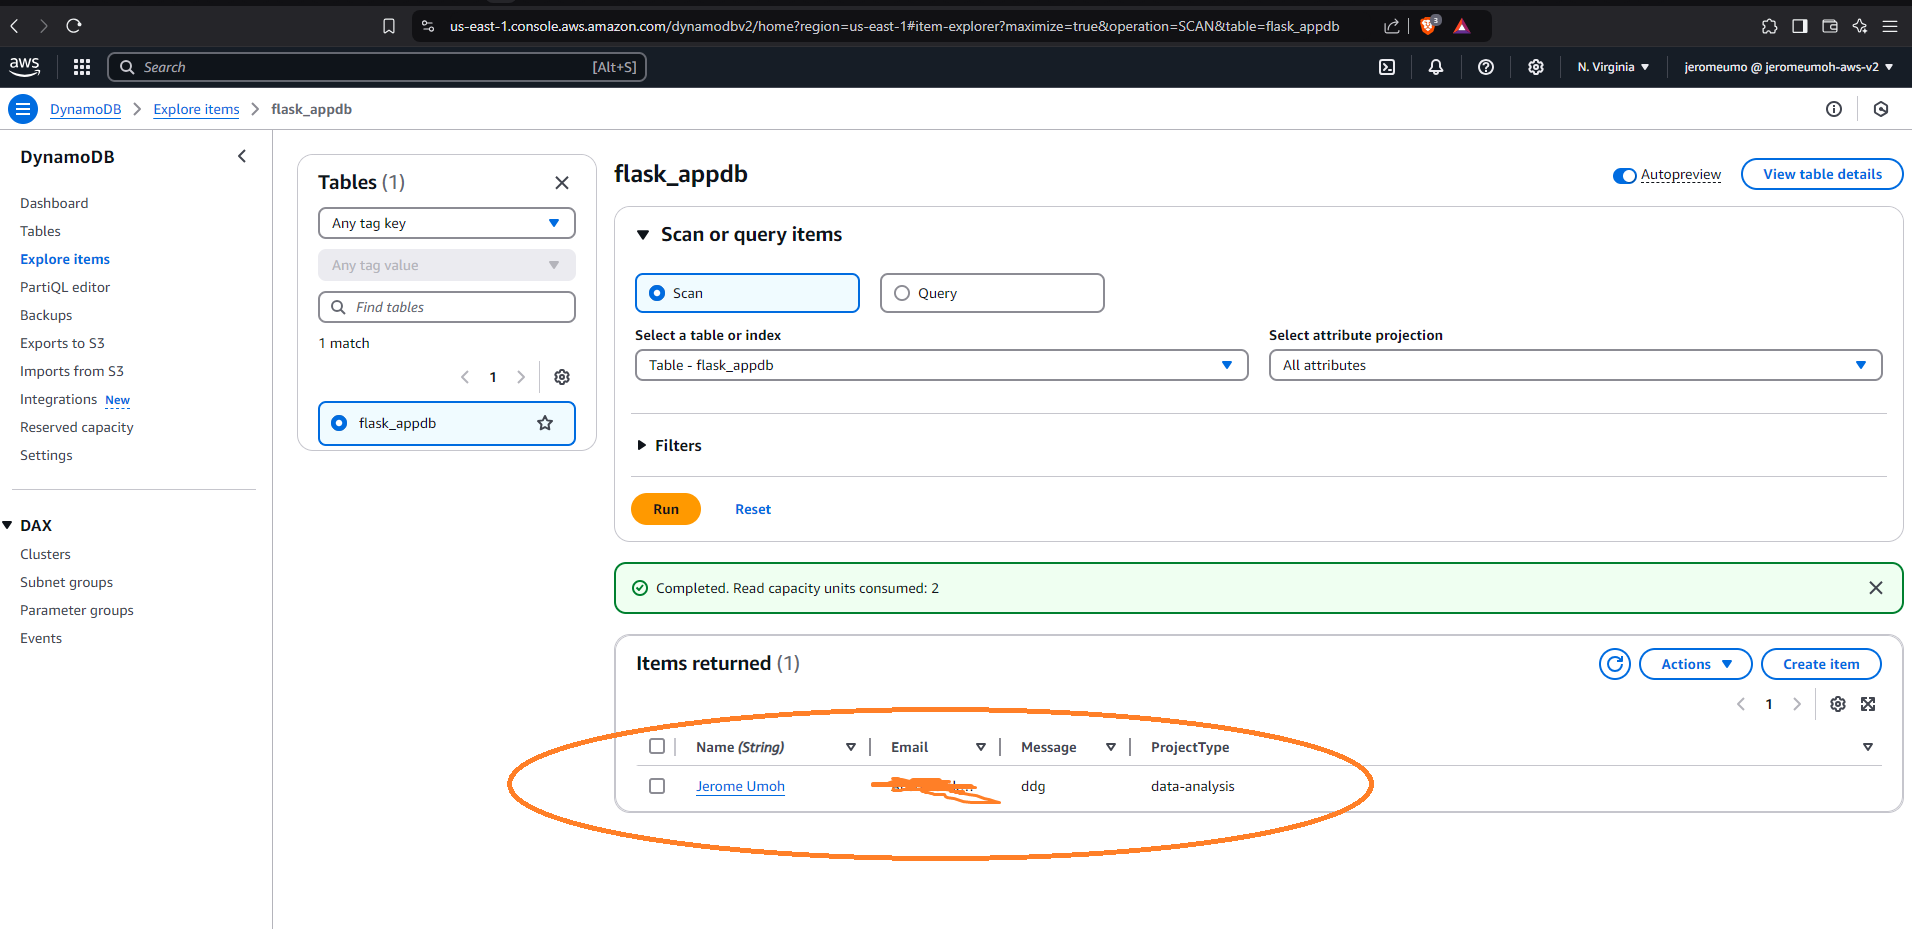 us-east-1.console.aws.amazon.com/dynamodbv2/home?region=us-east-1#item-explorer?maximize=true&operation=SCAN&table=flask_appdb
3
aws
Search
[Alt+S]
N. Virginia
jeromeumo @ jeromeumoh-aws-v2
DynamoDB
Explore items
flask_appdb
DynamoDB
Dashboard
Tables
Explore items
PartiQL editor
Backups
Exports to S3
Imports from S3
Integrations New
Reserved capacity
Settings
DAX
Clusters
Subnet groups
Parameter groups
Events
Tables (1)
Any tag key
Any tag value
Find tables
1 match
1
flask_appdb
flask_appdb
Autopreview
View table details
Scan or query items
Scan
Query
Select a table or index
Select attribute projection
Table - flask_appdb
All attributes
Filters
Run
Reset
Completed. Read capacity units consumed: 2
Items returned (1)
Actions
Create item
1
Name (String) Email Message ProjectType
Jerome Umoh ddg data-analysis